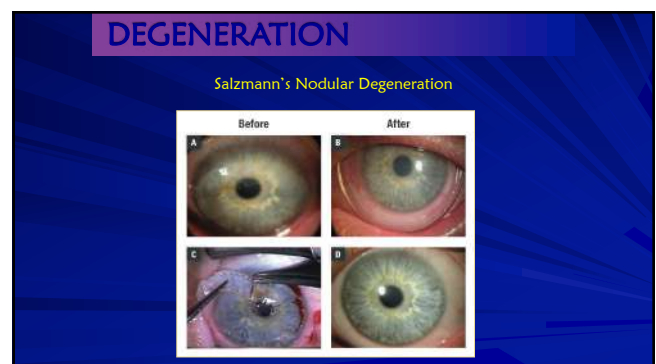 DEGENERATION
Salzmann's Nodular Degeneration
Before After
A B
C D